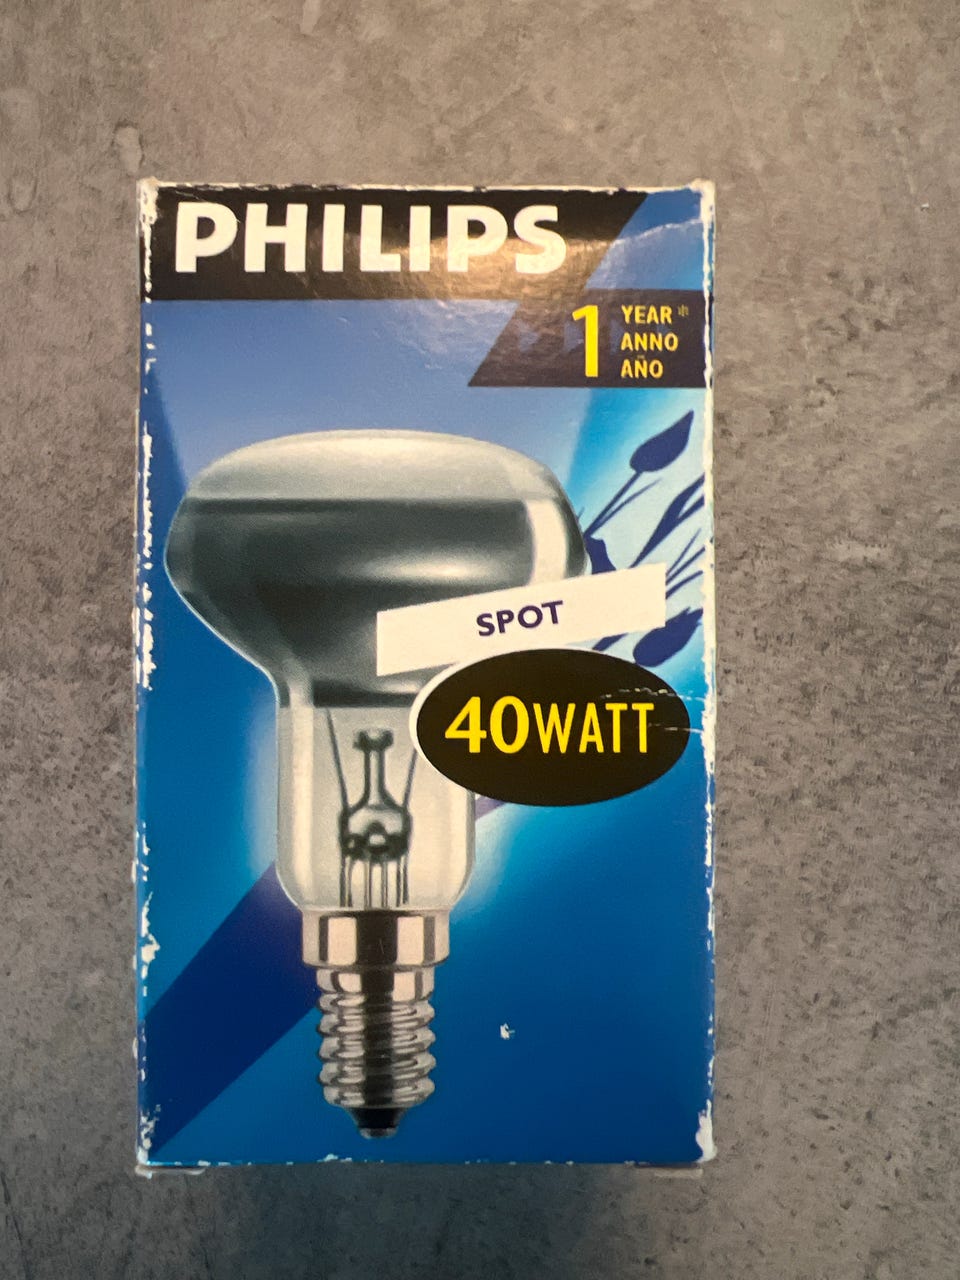 PHILIPS
1 YEAR*
ANNO
AÑO
SPOT
40WATT